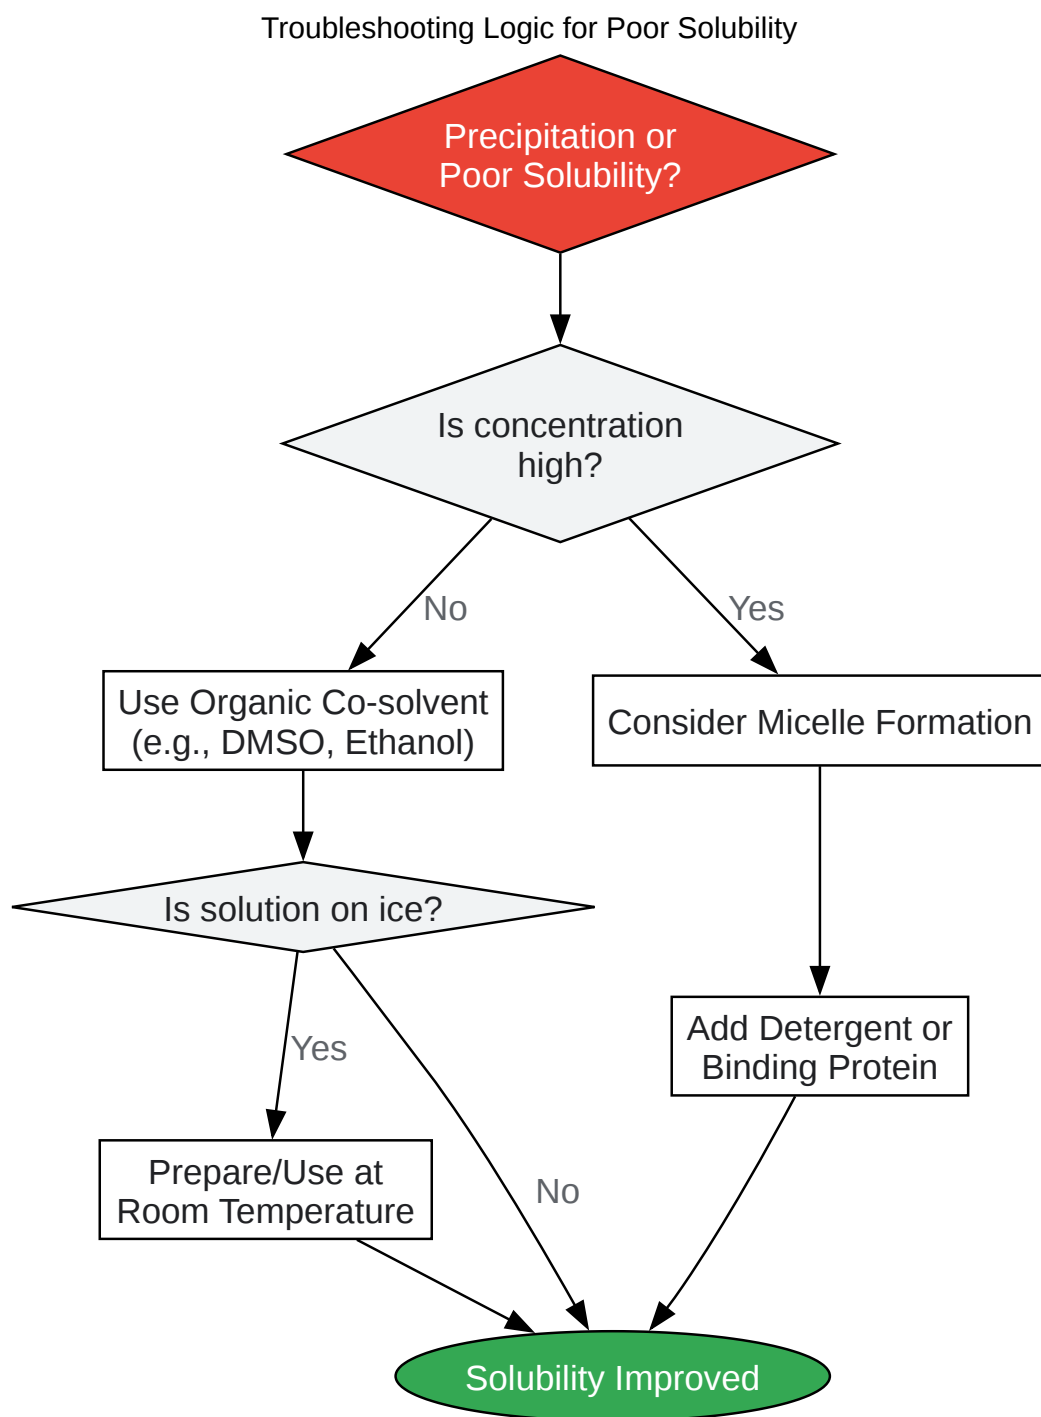 Troubleshooting Logic for Poor Solubility
Precipitation or
Poor Solubility?
Is concentration
high?
No
Yes
Use Organic Co-solvent
(e.g., DMSO, Ethanol)
Consider Micelle Formation
Is solution on ice?
Add Detergent or
Binding Protein
Yes
Prepare/Use at
Room Temperature
No
Solubility Improved